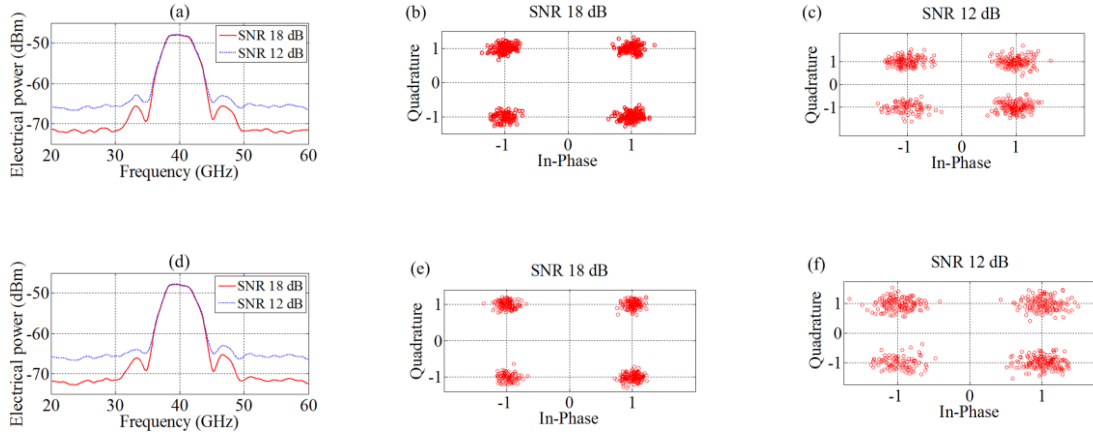 (a)
SNR 18 dB
SNR 12 dB
Electrical power (dBm)
-50
-60
-70
20 30 40 50 60
Frequency (GHz)
(b)
SNR 18 dB
Quadrature
1
0
-1
-1 0 1
In-Phase
(c)
SNR 12 dB
Quadrature
1
0
-1
-1 0 1
In-Phase
(d)
SNR 18 dB
SNR 12 dB
Electrical power (dBm)
-50
-60
-70
20 30 40 50 60
Frequency (GHz)
(e)
SNR 18 dB
Quadrature
1
0
-1
-1 0 1
In-Phase
(f)
SNR 12 dB
Quadrature
1
0
-1
-1 0 1
In-Phase